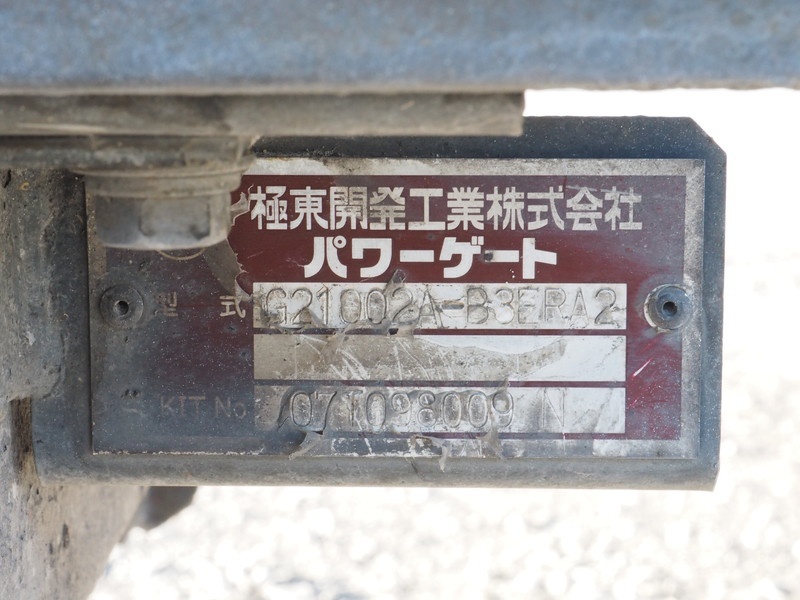 極東開発工業株式会社
パワーゲート
型 式 G21002A-B3ERA2
KIT No 071098009 N